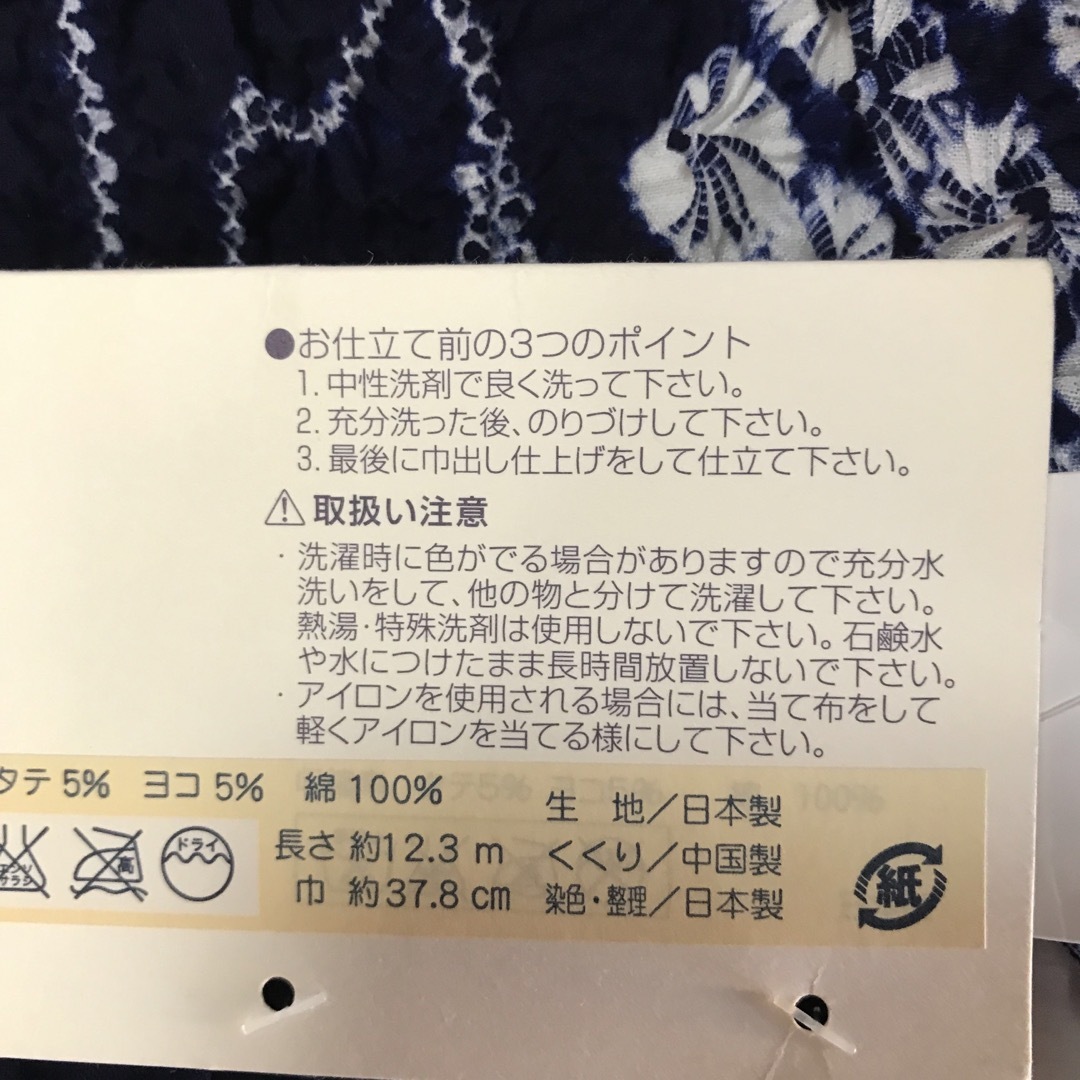 ●お仕立て前の3つのポイント
1. 中性洗剤で良く洗って下さい。
2. 充分洗った後、のりづけして下さい。
3. 最後に巾出し仕上げをして仕立て下さい。
⚠取扱い注意
・洗濯時に色がでる場合がありますので充分水
洗いをして、他の物と分けて洗濯して下さい。
熱湯・特殊洗剤は使用しないで下さい。石鹸水
や水につけたまま長時間放置しないで下さい。
・アイロンを使用される場合には、当て布をして
軽くアイロンを当てる様にして下さい。
タテ5% ヨコ5% 綿100%
高 ドライ
長さ 約12.3 m
巾 約37.8 cm
生 地/日本製
くくり/中国製
染色・整理/日本製
紙